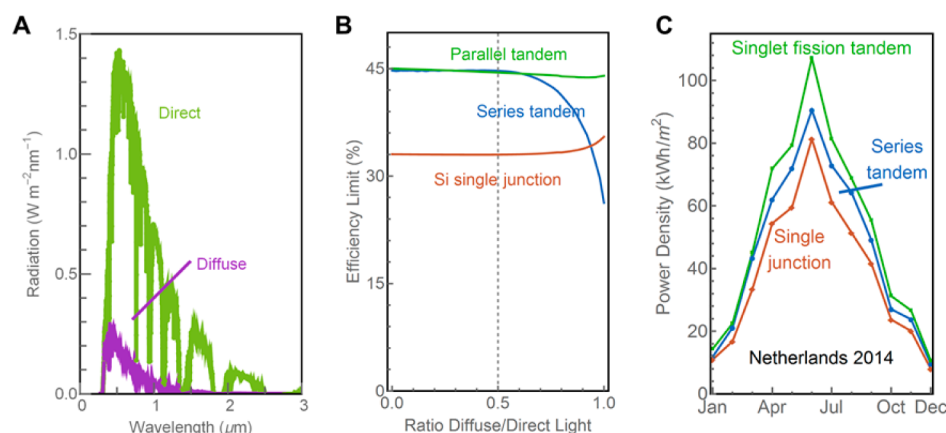 A
Radiation (W m⁻²nm⁻¹)
1.5
1.0
0.5
0.0
Direct
Diffuse
0
1
2
3
Wavelength (μm)
B
Efficiency Limit (%)
45
30
15
0
Parallel tandem
Series tandem
Si single junction
0.0
0.5
1.0
Ratio Diffuse/Direct Light
C
Power Density (kWh/m²)
100
80
60
40
20
0
Singlet fission tandem
Series
tandem
Single
junction
Netherlands 2014
Jan
Apr
Jul
Oct
Dec